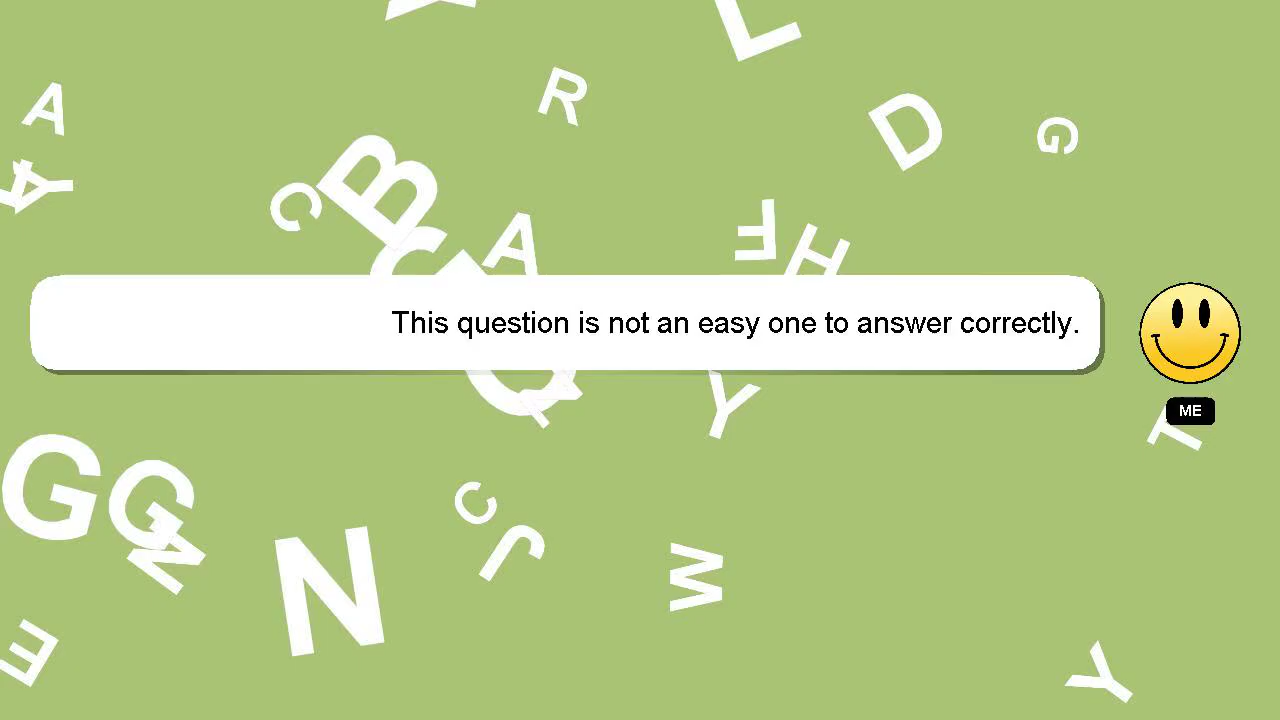 L
R
A
D
G
B
A
Y
C
A
F
H
This question is not an easy one to answer correctly.
Q
Y
ME
T
G
G
C
N
J
N
W
E
Y